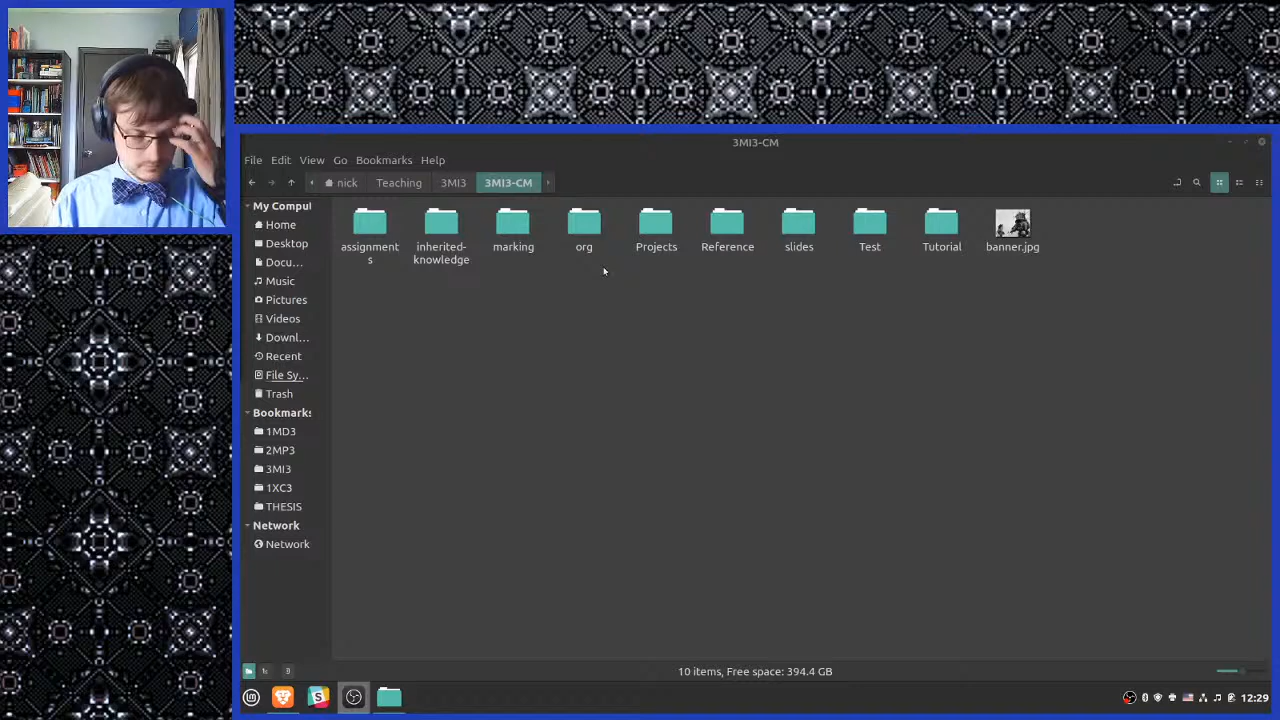 3MI3-CM
File Edit View Go Bookmarks Help
nick Teaching 3MI3 3MI3-CM
My Compu
Home
Desktop
Docu...
Music
Pictures
Videos
Downl...
Recent
File Sy...
Trash
Bookmarks
1MD3
2MP3
3MI3
1XC3
THESIS
Network
Network
assignment
s
inherited-
knowledge
marking
org
Projects
Reference
slides
Test
Tutorial
banner.jpg
10 items, Free space: 394.4 GB
12:29